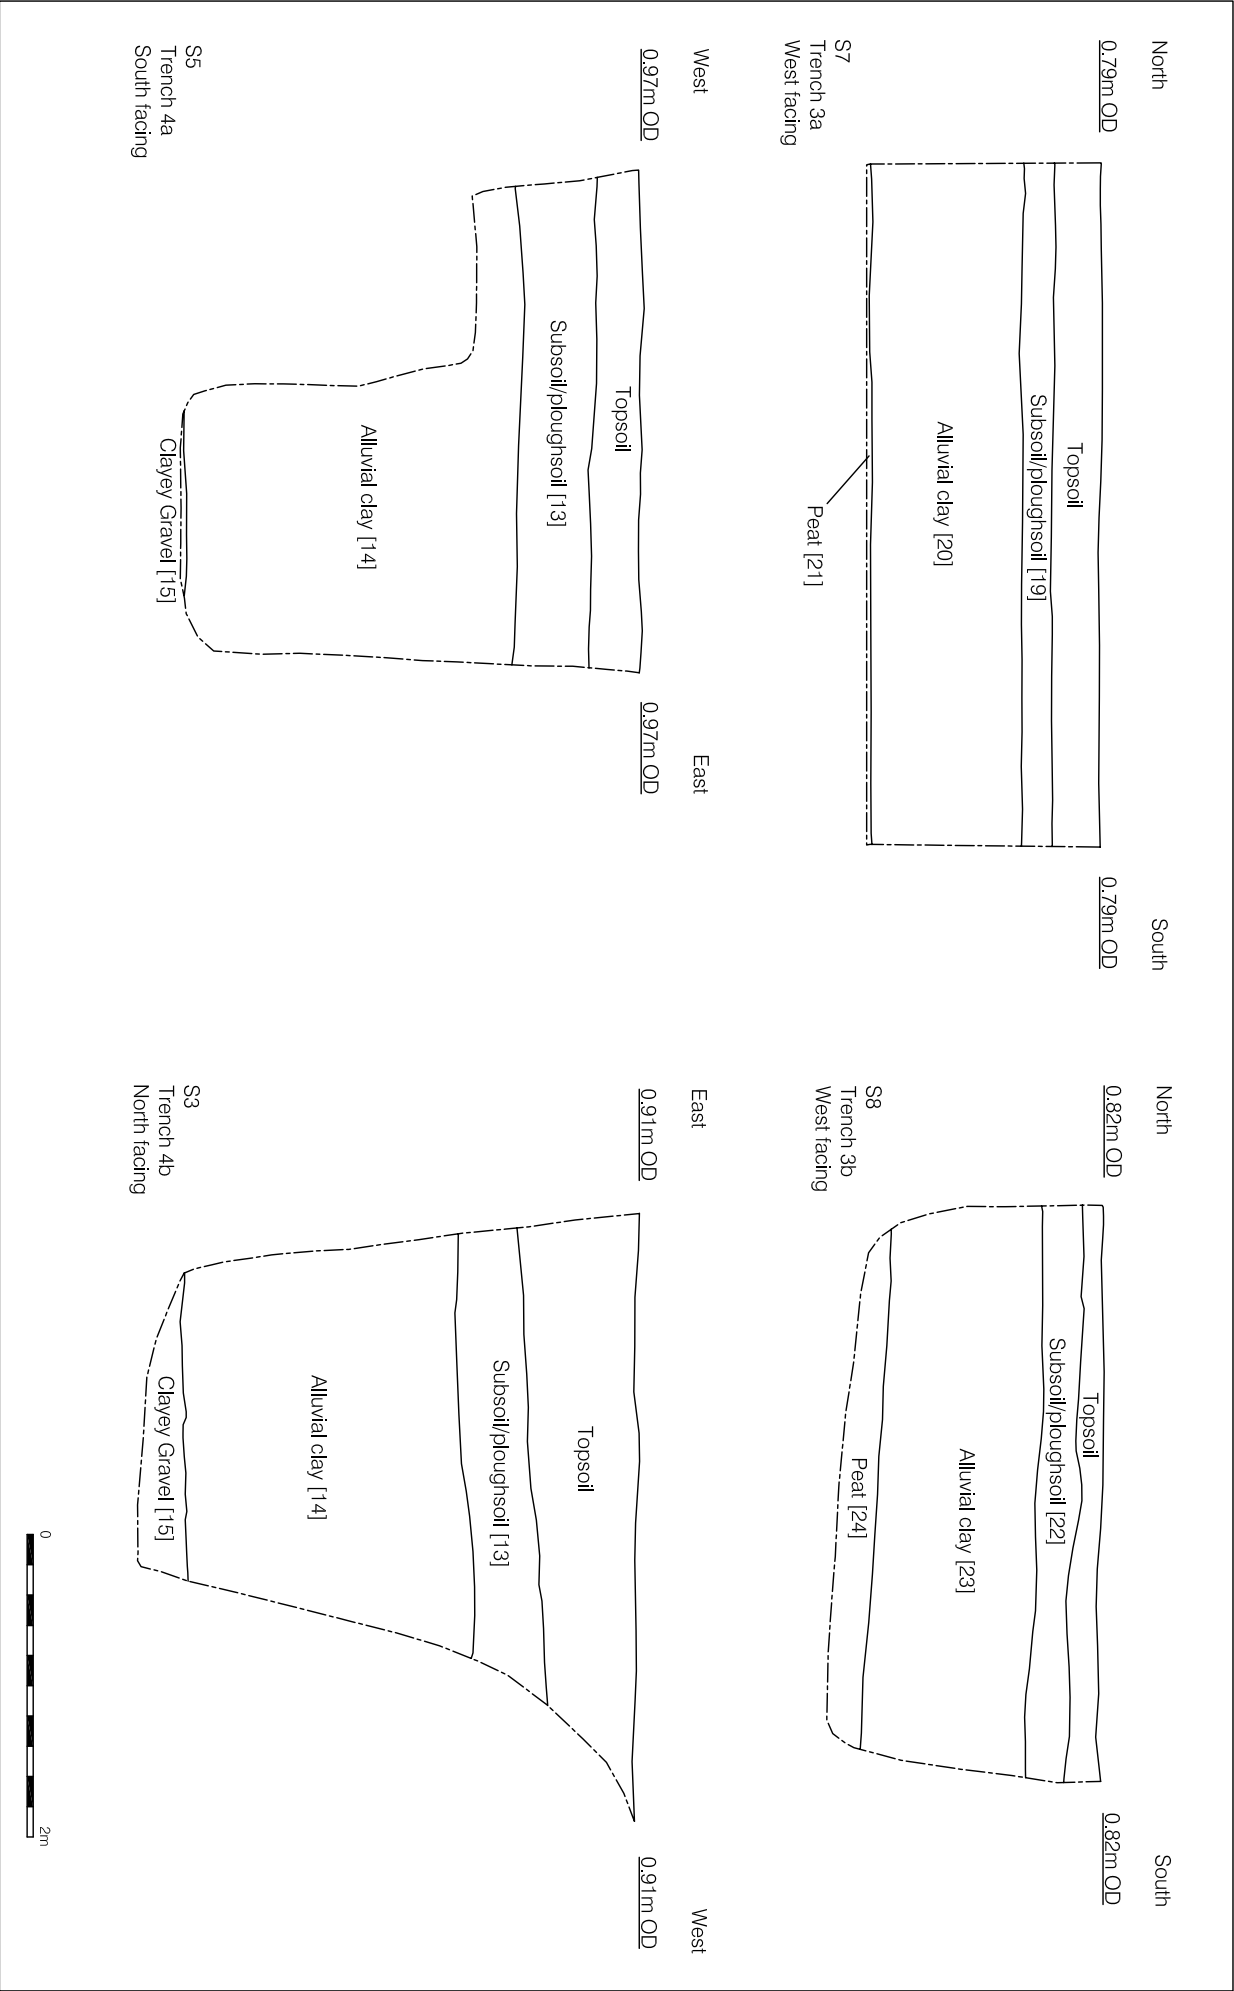 North
South
0.79m OD
0.79m OD
Topsoil
Subsoil/ploughsoil [19]
Alluvial clay [20]
Peat [21]
S7
Trench 3a
West facing
North
South
0.82m OD
0.82m OD
Topsoil
Subsoil/ploughsoil [22]
Alluvial clay [23]
Peat [24]
S8
Trench 3b
West facing
West
East
0.97m OD
0.97m OD
Topsoil
Subsoil/ploughsoil [13]
Alluvial clay [14]
Clayey Gravel [15]
S5
Trench 4a
South facing
East
West
0.91m OD
0.91m OD
Topsoil
Subsoil/ploughsoil [13]
Alluvial clay [14]
Clayey Gravel [15]
S3
Trench 4b
North facing
0
2m